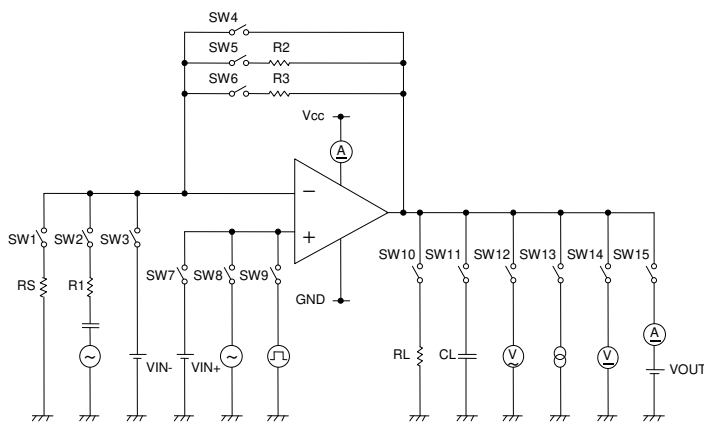 SW4
SW5 R2
SW6 R3
Vcc
A
−
+
SW1 SW2 SW3
SW7 SW8 SW9
SW10 SW11 SW12 SW13 SW14 SW15
RS R1
GND
VIN- VIN+
RL CL V V A
VOUT